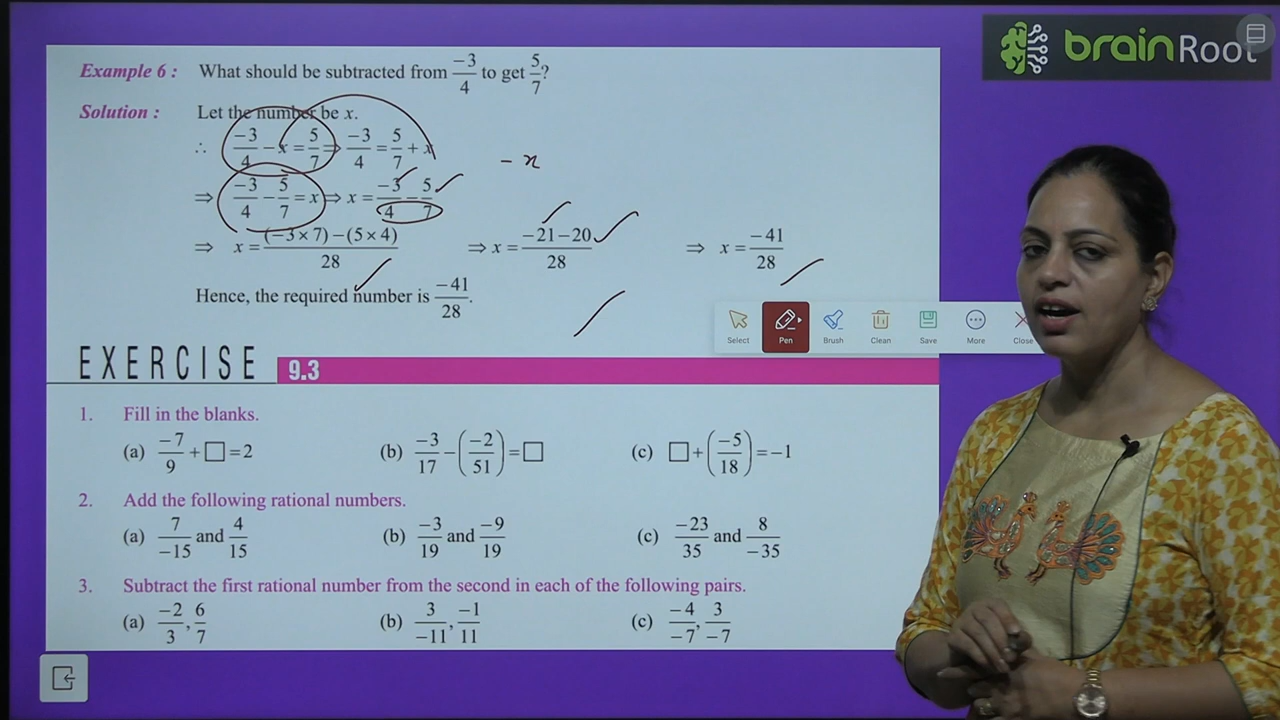 brainRoot
Example 6 : What should be subtracted from -3/4 to get 5/7?
Solution : Let the number be x.
∴ -3/4 - x = 5/7 ⇒ -3/4 = 5/7 + x
- x
⇒ -3/4 - 5/7 = x ⇒ x = -3/4 - 5/7
⇒ x = (-3 × 7) - (5 × 4)/28 ⇒ x = -21 - 20/28 ⇒ x = -41/28
Hence, the required number is -41/28.
Select Pen Brush Clean Save More Close
EXERCISE 9.3
1. Fill in the blanks.
(a) -7/9 + □ = 2 (b) -3/17 - (-2/51) = □ (c) □ + (-5/18) = -1
2. Add the following rational numbers.
(a) 7/-15 and 4/15 (b) -3/19 and -9/19 (c) -23/35 and 8/-35
3. Subtract the first rational number from the second in each of the following pairs.
(a) -2/3, 6/7 (b) 3/-11, -1/11 (c) -4/-7, 3/-7